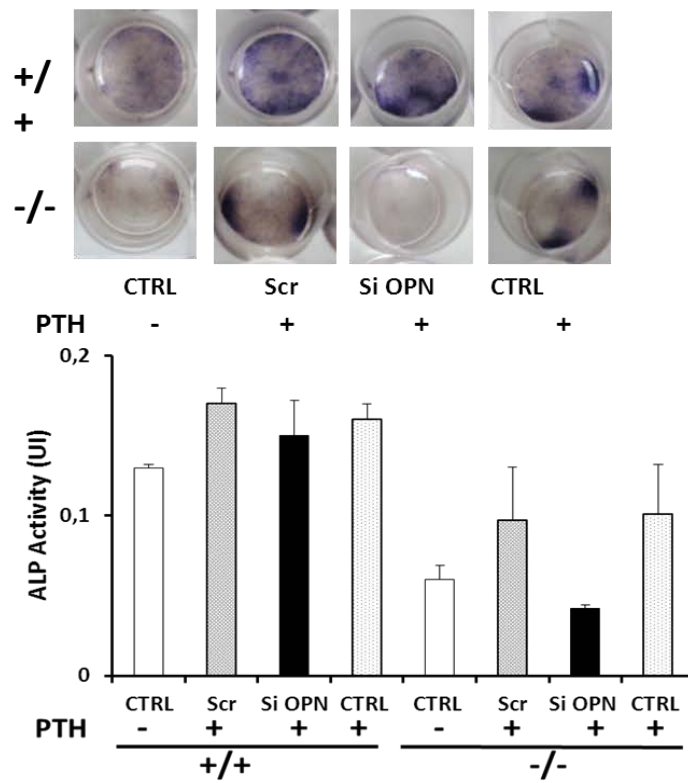 +/
+
-/-
CTRL Scr Si OPN CTRL
PTH - + + +
0,2
0,1
0
ALP Activity (UI)
CTRL Scr Si OPN CTRL CTRL Scr Si OPN CTRL
PTH - + + + - + + +
+/+ -/-